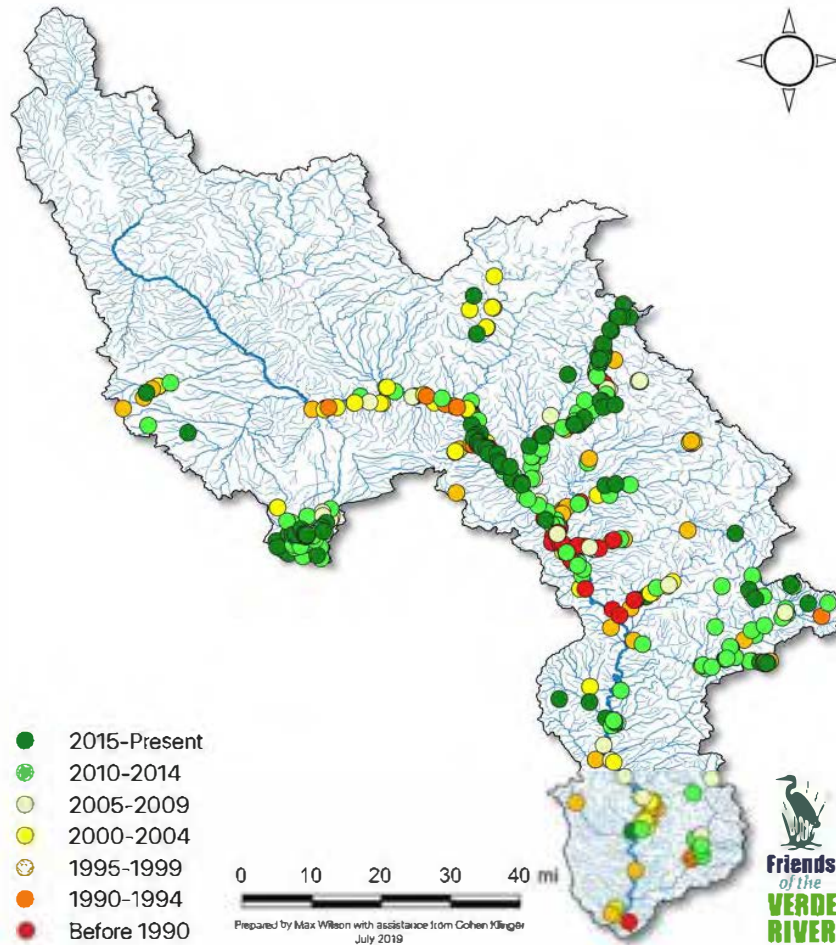 2015-Present
2010-2014
2005-2009
2000-2004
1995-1999
1990-1994
Before 1990
0 10 20 30 40 mi
Prepared by Max Wilson with assistance from Cohen Klinger
July 2019
Friends
of the
VERDE
RIVER